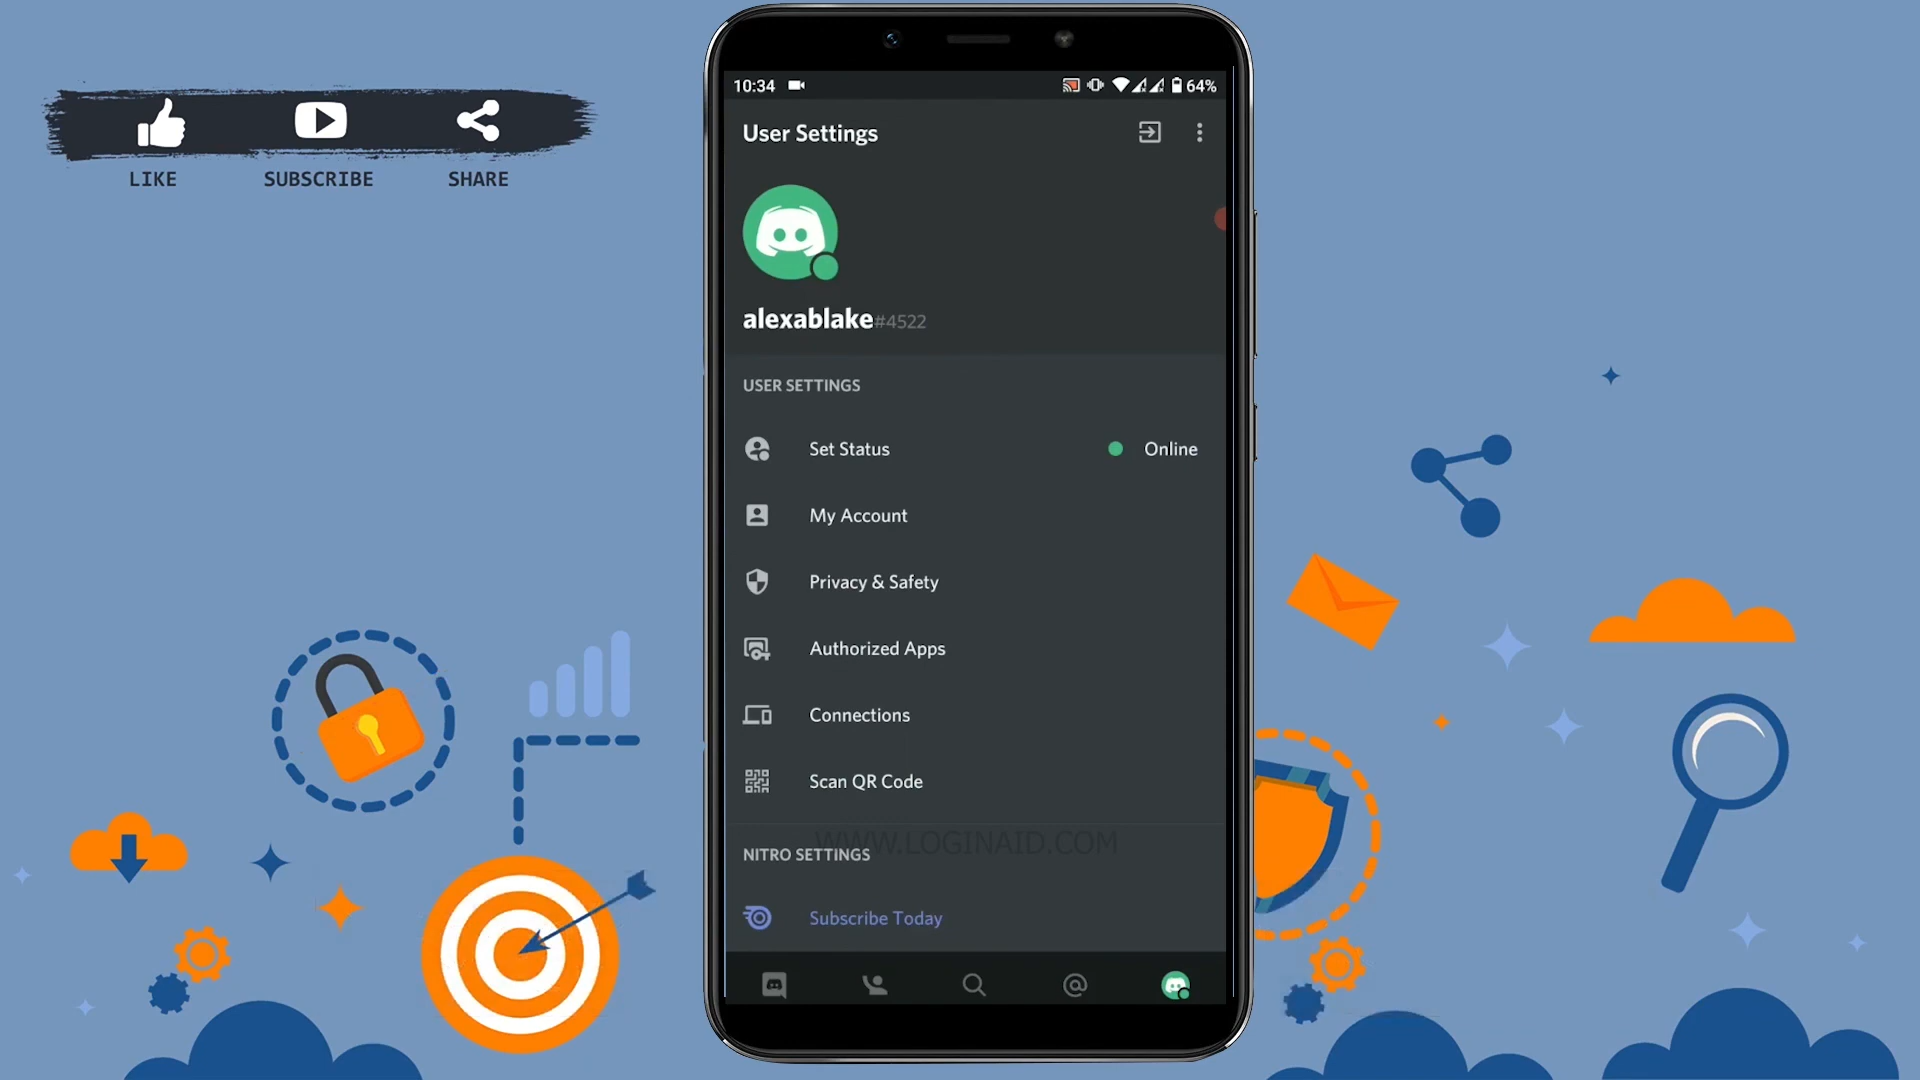 LIKE
SUBSCRIBE
SHARE
10:34
64%
User Settings
alexablake#4522
USER SETTINGS
Set Status
Online
My Account
Privacy & Safety
Authorized Apps
Connections
Scan QR Code
WWW.LOGINAID.COM
NITRO SETTINGS
Subscribe Today